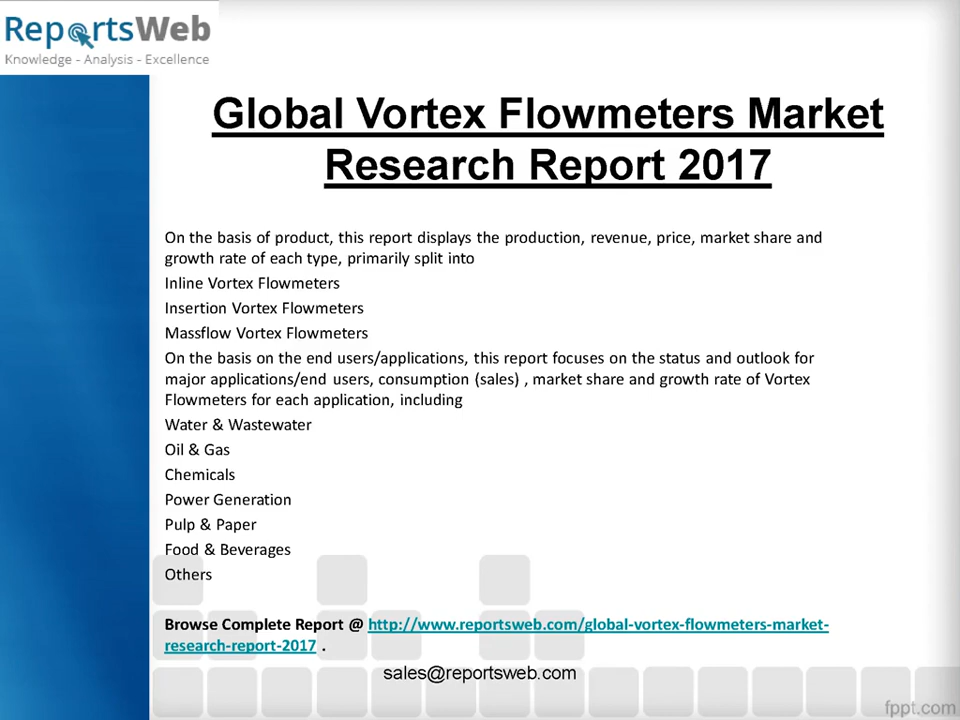 ReportsWeb
Knowledge - Analysis - Excellence
Global Vortex Flowmeters Market
Research Report 2017
On the basis of product, this report displays the production, revenue, price, market share and
growth rate of each type, primarily split into
Inline Vortex Flowmeters
Insertion Vortex Flowmeters
Massflow Vortex Flowmeters
On the basis on the end users/applications, this report focuses on the status and outlook for
major applications/end users, consumption (sales) , market share and growth rate of Vortex
Flowmeters for each application, including
Water & Wastewater
Oil & Gas
Chemicals
Power Generation
Pulp & Paper
Food & Beverages
Others
Browse Complete Report @ http://www.reportsweb.com/global-vortex-flowmeters-market-
research-report-2017 .
sales@reportsweb.com
fppt.com